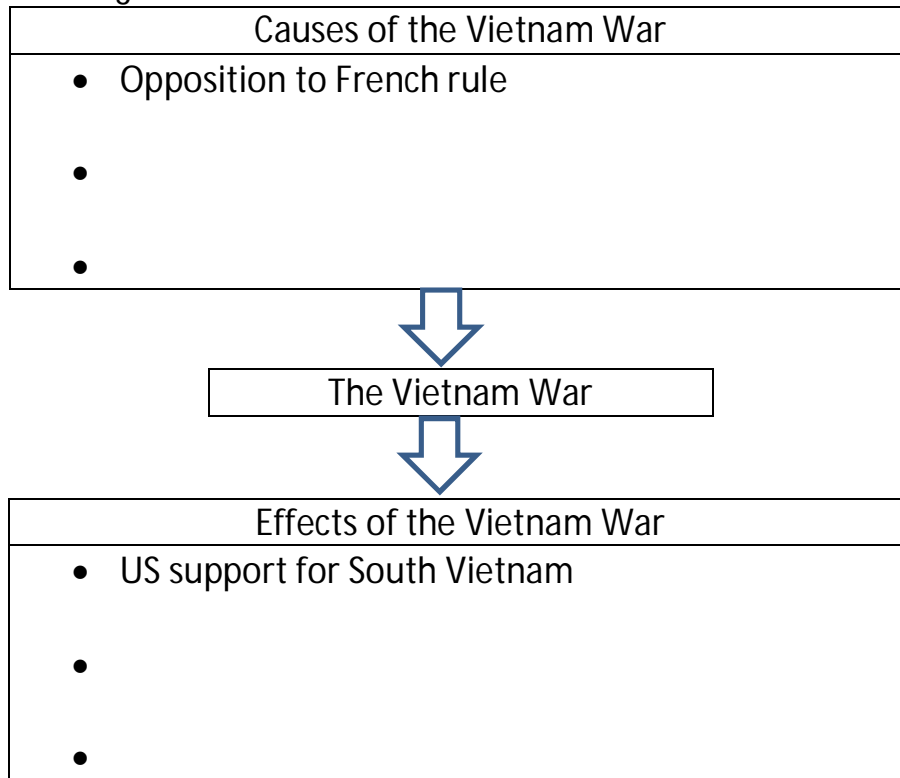 Causes of the Vietnam War
• Opposition to French rule
•
•
The Vietnam War
Effects of the Vietnam War
• US support for South Vietnam
•
•